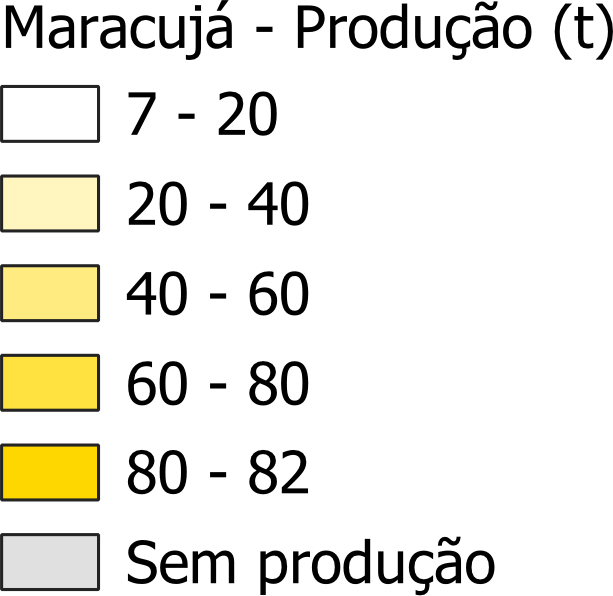 Maracujá - Produção (t)
7 - 20
20 - 40
40 - 60
60 - 80
80 - 82
Sem produção